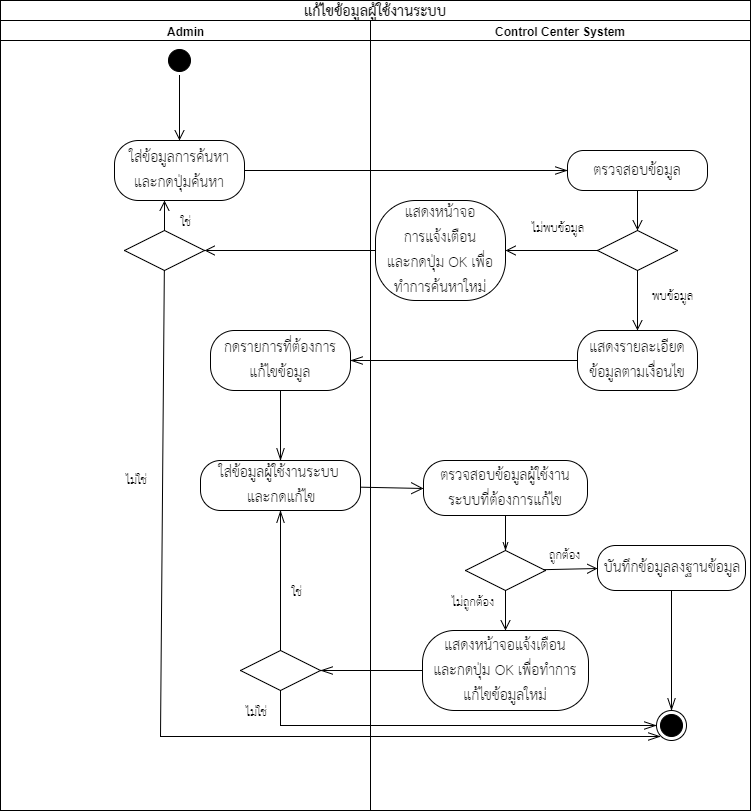 แก้ไขข้อมูลผู้ใช้งานระบบ
Admin
Control Center System
ใส่ข้อมูลการค้นหา
และกดปุ่มค้นหา
ตรวจสอบข้อมูล
ใช่
แสดงหน้าจอ
การแจ้งเตือน
และกดปุ่ม OK เพื่อ
ทำการค้นหาใหม่
ไม่พบข้อมูล
พบข้อมูล
กดรายการที่ต้องการ
แก้ไขข้อมูล
แสดงรายละเอียด
ข้อมูลตามเงื่อนไข
ไม่ใช่
ใส่ข้อมูลผู้ใช้งานระบบ
และกดแก้ไข
ตรวจสอบข้อมูลผู้ใช้งาน
ระบบที่ต้องการแก้ไข
ถูกต้อง
บันทึกข้อมูลลงฐานข้อมูล
ใช่
ไม่ถูกต้อง
แสดงหน้าจอแจ้งเตือน
และกดปุ่ม OK เพื่อทำการ
แก้ไขข้อมูลใหม่
ไม่ใช่